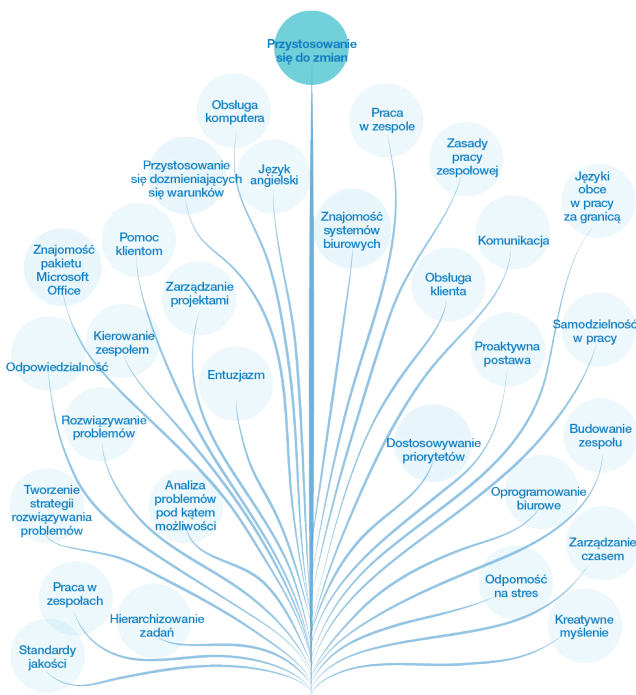 Przystosowanie
się do zmian
Obsługa
komputera
Praca
w zespole
Zasady
pracy
zespołowej
Przystosowanie
się dozmieniających
się warunków
Język
angielski
Języki
obce
w pracy
za granicą
Znajomość
systemów
biurowych
Pomoc
klientom
Komunikacja
Znajomość
pakietu
Microsoft
Office
Zarządzanie
projektami
Obsługa
klienta
Kierowanie
zespołem
Samodzielność
w pracy
Proaktywna
postawa
Odpowiedzialność
Entuzjazm
Rozwiązywanie
problemów
Dostosowywanie
priorytetów
Budowanie
zespołu
Tworzenie
strategii
rozwiązywania
problemów
Analiza
problemów
pod kątem
możliwości
Oprogramowanie
biurowe
Zarządzanie
czasem
Praca w
zespołach
Odporność
na stres
Hierarchizowanie
zadań
Kreatywne
myślenie
Standardy
jakości